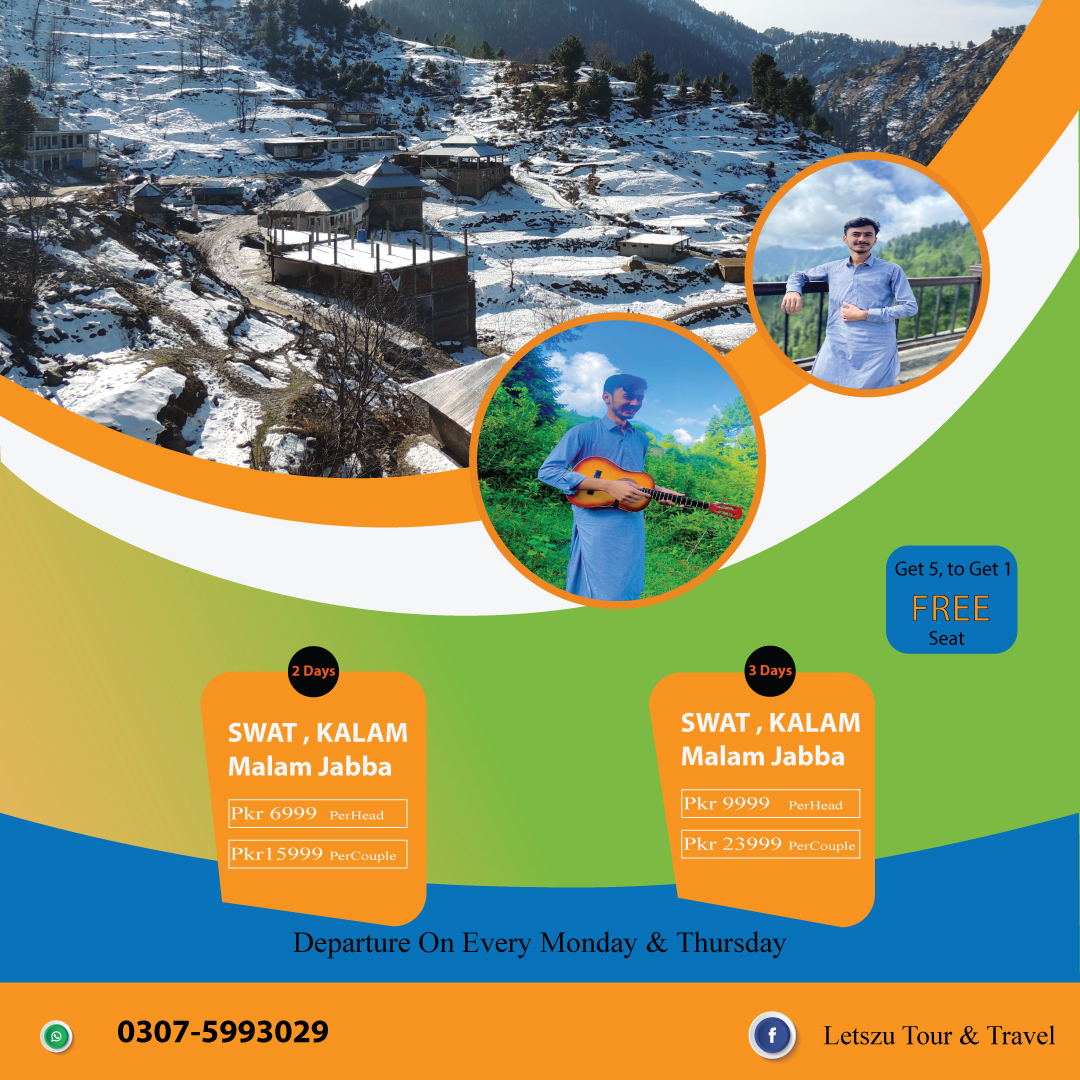 Get 5, to Get 1
FREE
Seat
2 Days
SWAT , KALAM
Malam Jabba
Pkr 6999 PerHead
Pkr15999 PerCouple
3 Days
SWAT , KALAM
Malam Jabba
Pkr 9999 PerHead
Pkr 23999 PerCouple
Departure On Every Monday & Thursday
0307-5993029
f Letszu Tour & Travel